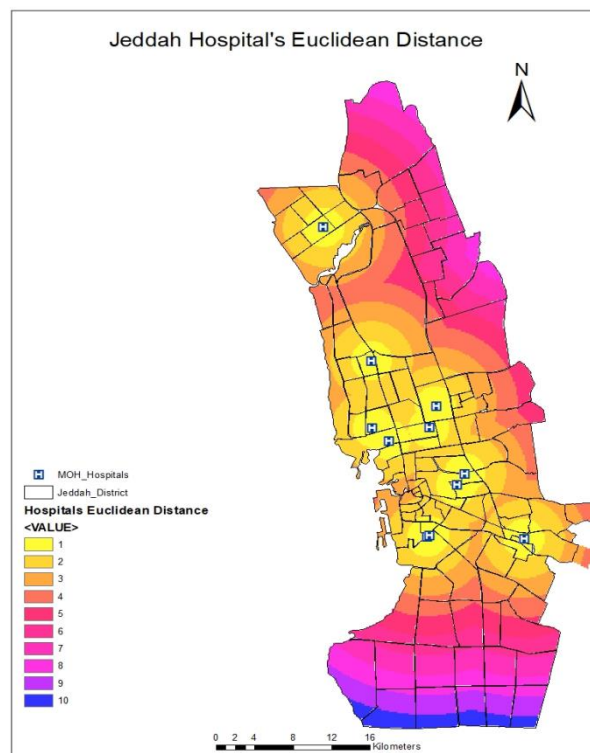 Jeddah Hospital's Euclidean Distance
N
H
H
H
H
H
H
H
H
H
H
H MOH_Hospitals
Jeddah_District
Hospitals Euclidean Distance
<VALUE>
1
2
3
4
5
6
7
8
9
10
0 2 4 8 12 16
Kilometers